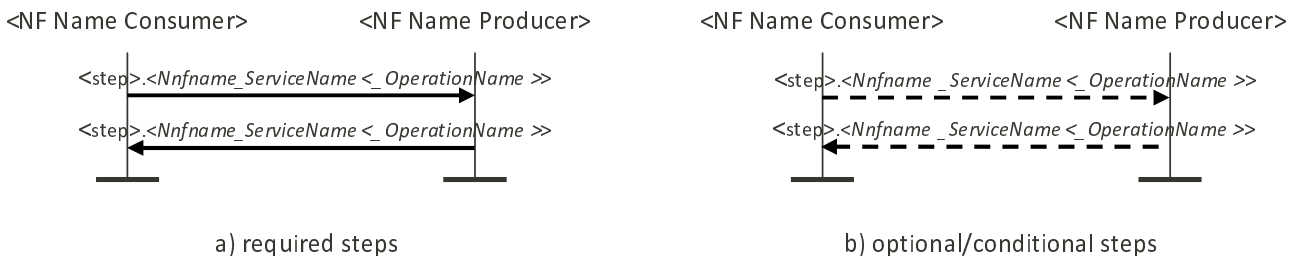 <NF Name Consumer> <NF Name Producer>
<step>.<Nnfname_ServiceName <_OperationName >>
<step>.<Nnfname_ServiceName <_OperationName >>
a) required steps
<NF Name Consumer> <NF Name Producer>
<step>.<Nnfname _ServiceName <_OperationName >>
<step>.<Nnfname _ServiceName <_OperationName >>
b) optional/conditional steps